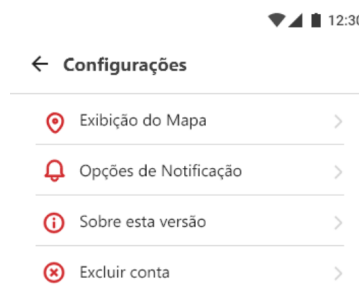 12:30
Configurações
Exibição do Mapa
Opções de Notificação
Sobre esta versão
Excluir conta